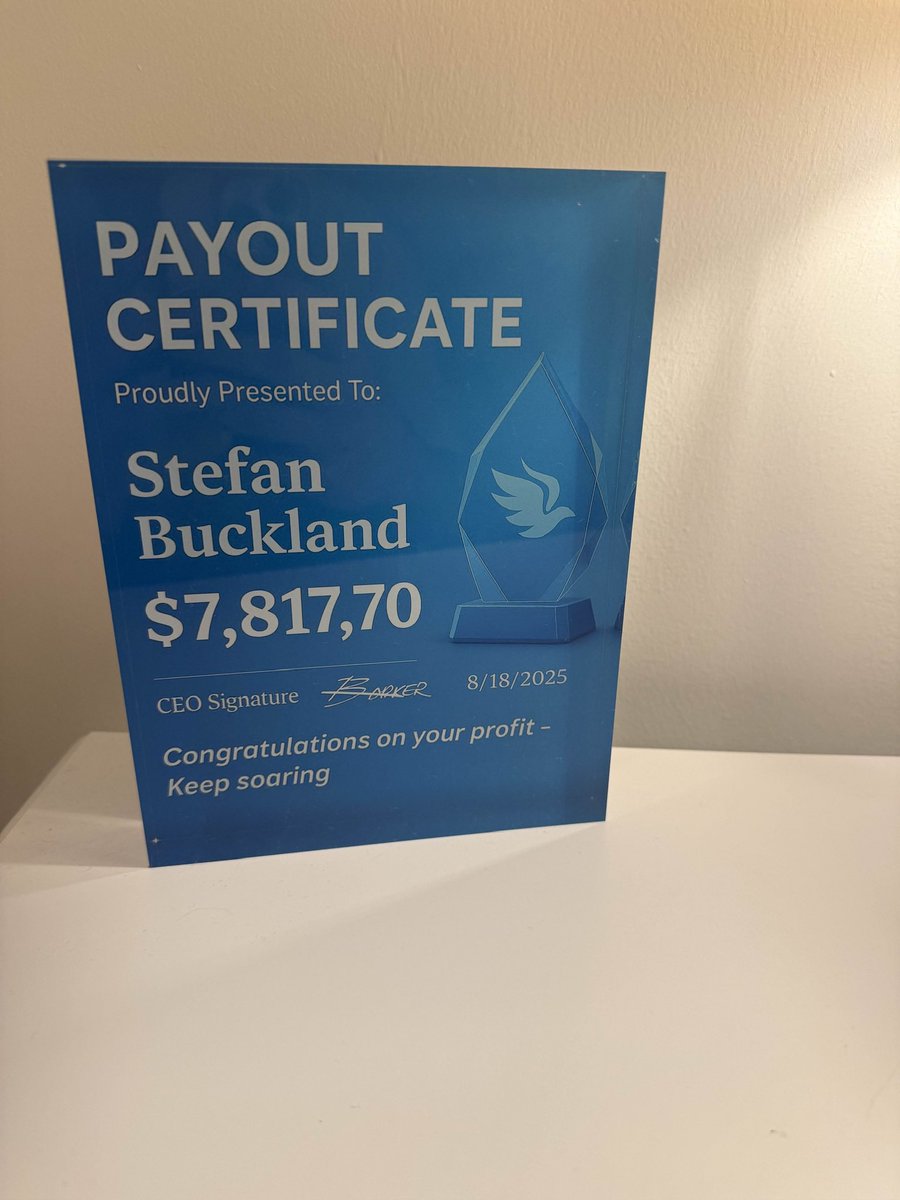 PAYOUT
CERTIFICATE
Proudly Presented To:
Stefan
Buckland
$7,817,70
CEO Signature BARKER 8/18/2025
Congratulations on your profit –
Keep soaring